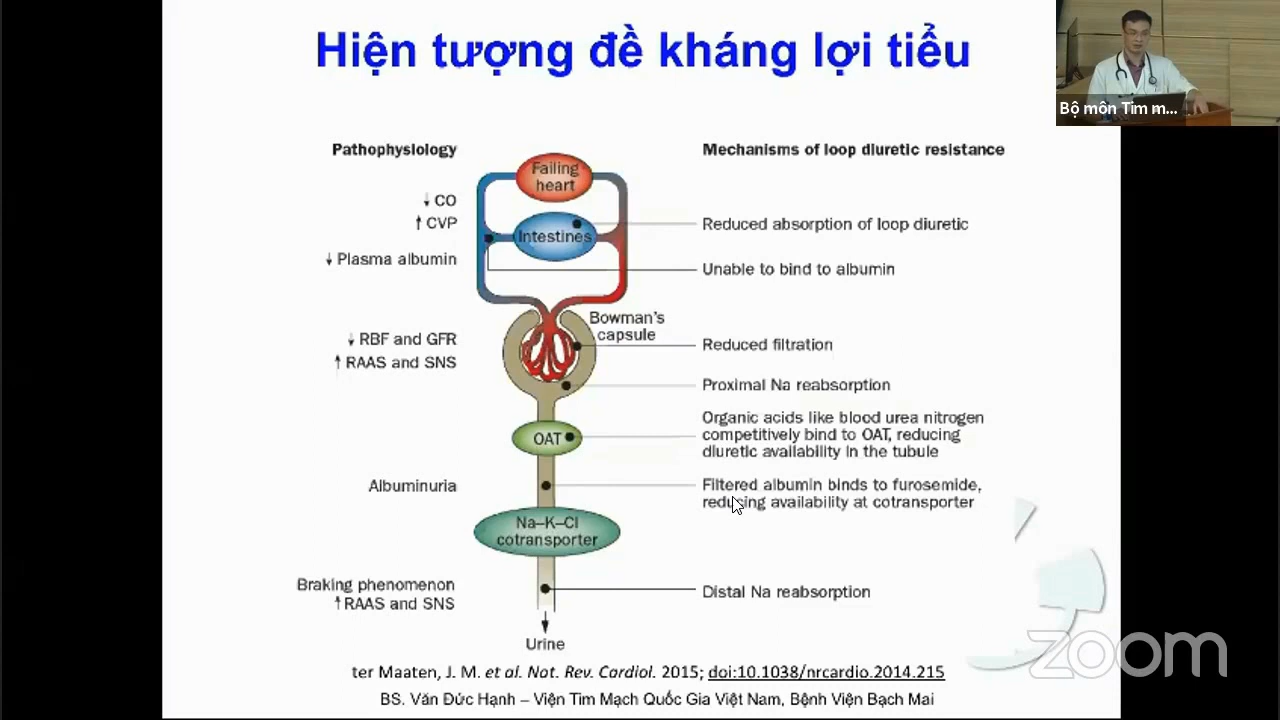 Hiện tượng đề kháng lợi tiểu
Bộ môn Tim m...
Pathophysiology
Mechanisms of loop diuretic resistance
Failing
heart
↓ CO
↑ CVP
Intestines
Reduced absorption of loop diuretic
↓ Plasma albumin
Unable to bind to albumin
Bowman's
capsule
↓ RBF and GFR
↑ RAAS and SNS
Reduced filtration
Proximal Na reabsorption
OAT
Organic acids like blood urea nitrogen
competitively bind to OAT, reducing
diuretic availability in the tubule
Albuminuria
Filtered albumin binds to furosemide,
reducing availability at cotransporter
Na–K–Cl
cotransporter
Braking phenomenon
↑RAAS and SNS
Distal Na reabsorption
Urine
ter Maaten, J. M. et al. Nat. Rev. Cardiol. 2015; doi:10.1038/nrcardio.2014.215
BS. Văn Đức Hạnh – Viện Tim Mạch Quốc Gia Việt Nam, Bệnh Viện Bạch Mai
zoom